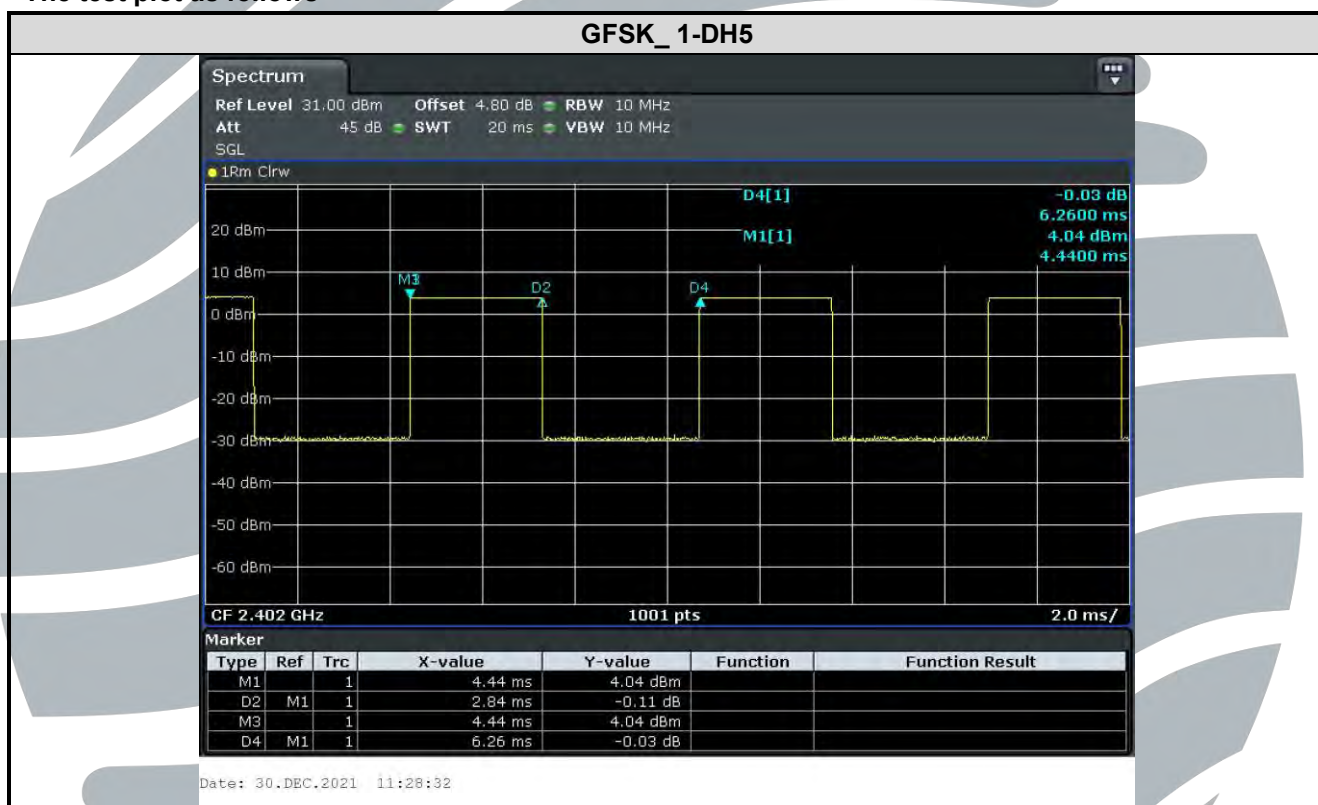 GFSK_ 1-DH5
Spectrum
Ref Level 31.00 dBm Offset 4.80 dB RBW 10 MHz
Att 45 dB SWT 20 ms VBW 10 MHz
SGL
1Rm Clrw
D4[1] -0.03 dB
6.2600 ms
20 dBm
M1[1] 4.04 dBm
4.4400 ms
10 dBm
M3 D2 D4
0 dBm
-10 dBm
-20 dBm
-30 dBm
-40 dBm
-50 dBm
-60 dBm
CF 2.402 GHz 1001 pts 2.0 ms/
Marker
Type Ref Trc X-value Y-value Function Function Result
M1 1 4.44 ms 4.04 dBm
D2 M1 1 2.84 ms -0.11 dB
M3 1 4.44 ms 4.04 dBm
D4 M1 1 6.26 ms -0.03 dB
Date: 30.DEC.2021 11:28:32